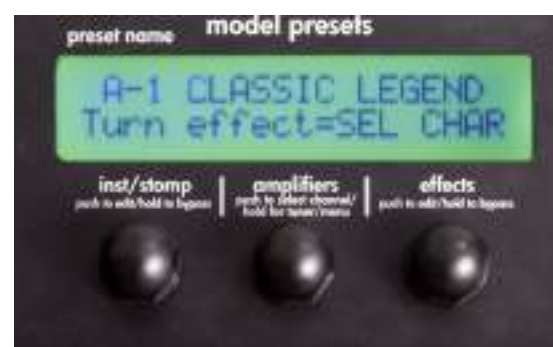 model presets
preset name
A-1 CLASSIC LEGEND
Turn effect=SEL CHAR
inst/stomp
push to edit/hold to bypass
amplifiers
push to select channel/
hold for tuner/menu
effects
push to edit/hold to bypass